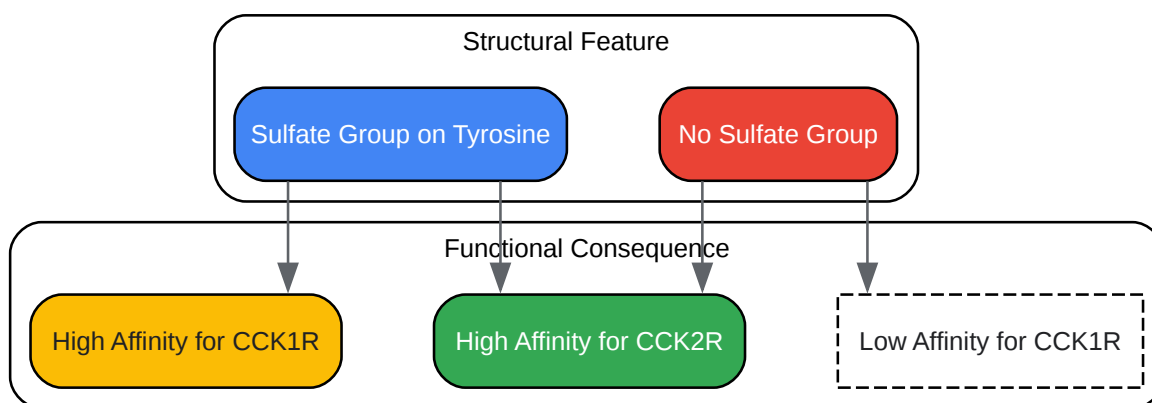 Structural Feature
Sulfate Group on Tyrosine
No Sulfate Group
Functional Consequence
High Affinity for CCK1R
High Affinity for CCK2R
Low Affinity for CCK1R